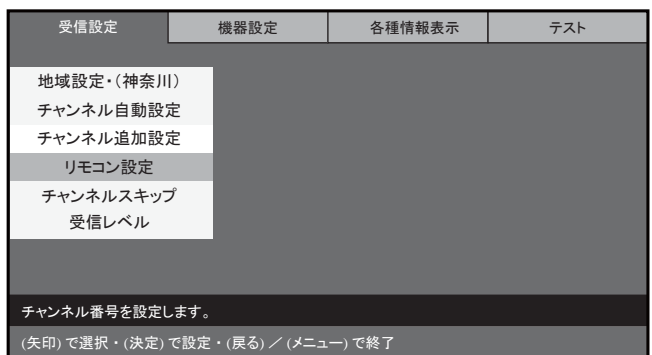 受信設定 機器設定 各種情報表示 テスト
地域設定・(神奈川)
チャンネル自動設定
チャンネル追加設定
リモコン設定
チャンネルスキップ
受信レベル
チャンネル番号を設定します。
(矢印) で選択・(決定) で設定・(戻る) ／ (メニュー) で終了